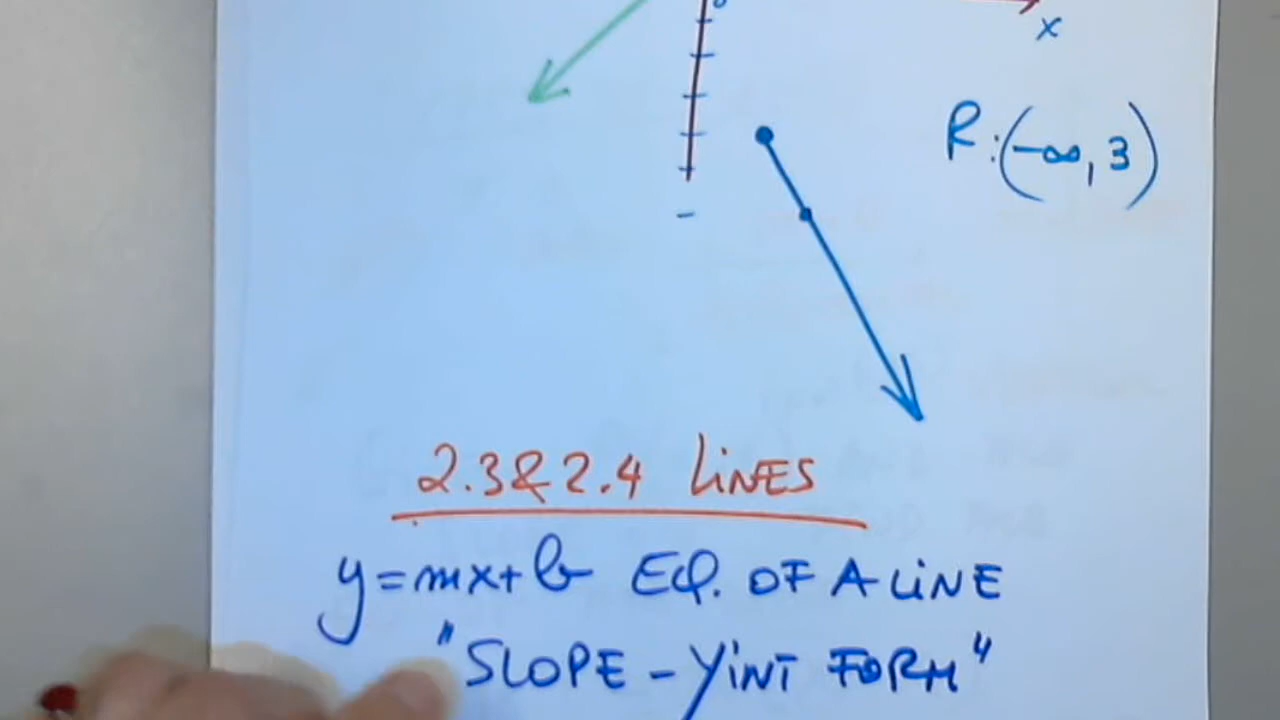 x
R:(-∞, 3)
2.3 & 2.4 LiNES
y=mx+b EQ. OF A LiNE
"SLOPE - YiNT FORM"